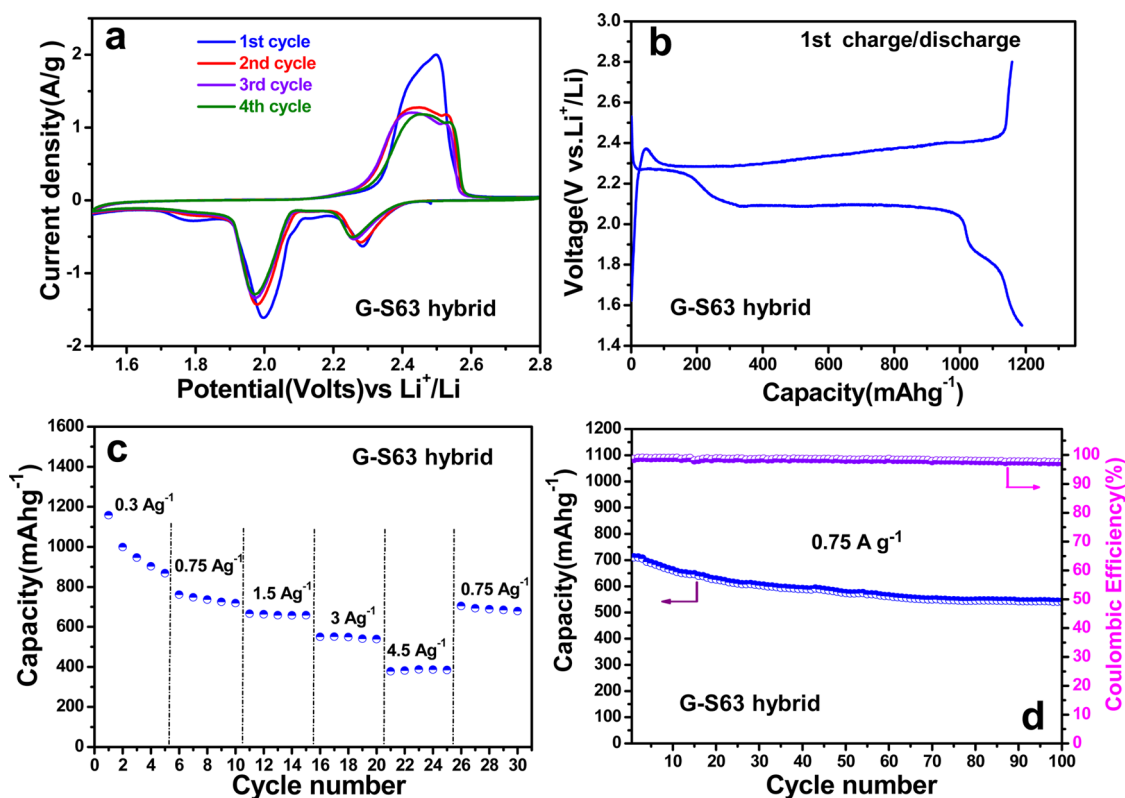 a
1st cycle
2nd cycle
3rd cycle
4th cycle
G-S63 hybrid
Current density(A/g)
2
1
0
-1
-2
1.6 2.0 2.4 2.8
Potential(Volts)vs Li⁺/Li
b
1st charge/discharge
G-S63 hybrid
Voltage(V vs.Li⁺/Li)
2.8
2.6
2.4
2.2
2.0
1.8
1.6
1.4
0 200 400 600 800 1000 1200
Capacity(mAhg⁻¹)
c
G-S63 hybrid
Capacity(mAhg⁻¹)
1600
1400
1200
1000
800
600
400
200
0
0.3 Ag⁻¹
0.75 Ag⁻¹
1.5 Ag⁻¹
3 Ag⁻¹
4.5 Ag⁻¹
0.75 Ag⁻¹
0 2 4 6 8 10 12 14 16 18 20 22 24 26 28 30
Cycle number
Capacity(mAhg⁻¹)
1200
1100
1000
900
800
700
600
500
400
300
200
100
0
0.75 A g⁻¹
G-S63 hybrid
d
100
90
80
70
60
50
40
30
20
10
0
Coulombic Efficiency(%)
10 20 30 40 50 60 70 80 90 100
Cycle number